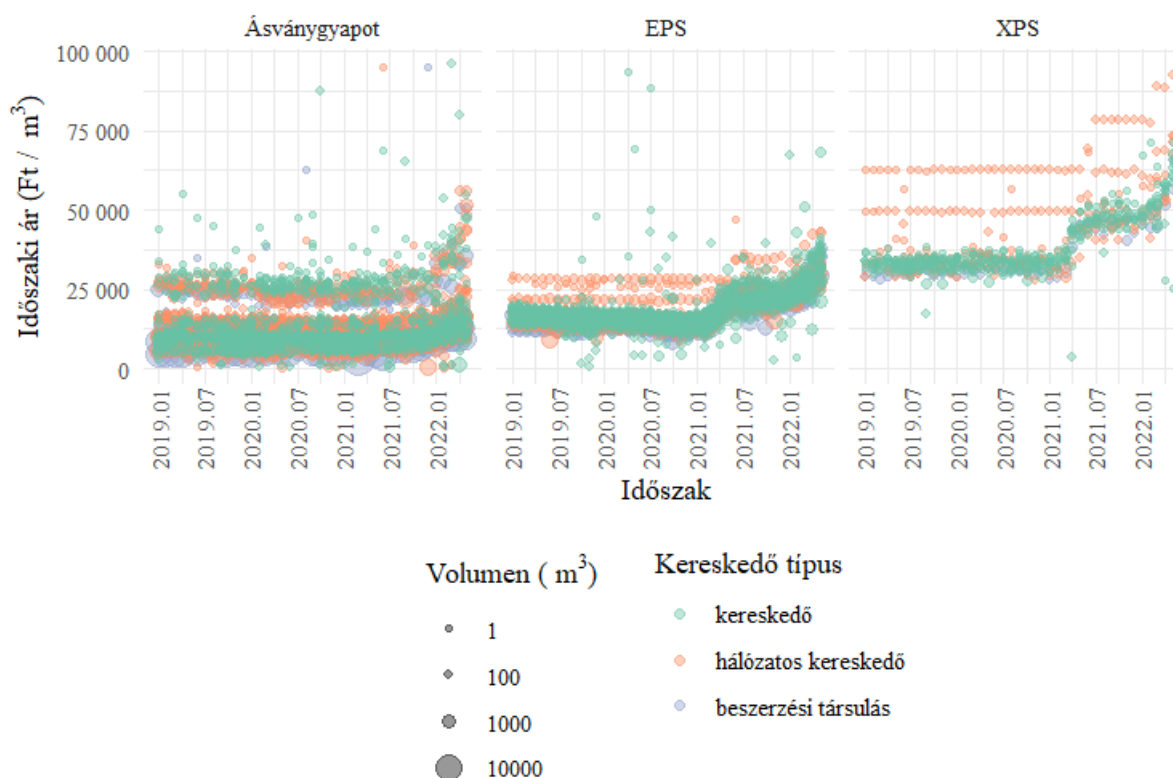 Ásványgyapot EPS XPS
100 000
75 000
50 000
25 000
0
Időszaki ár (Ft / m³)
2019.01 2019.07 2020.01 2020.07 2021.01 2021.07 2022.01 2019.01 2019.07 2020.01 2020.07 2021.01 2021.07 2022.01 2019.01 2019.07 2020.01 2020.07 2021.01 2021.07 2022.01
Időszak
Volumen ( m³)
1
100
1000
10000
Kereskedő típus
kereskedő
hálózatos kereskedő
beszerzési társulás